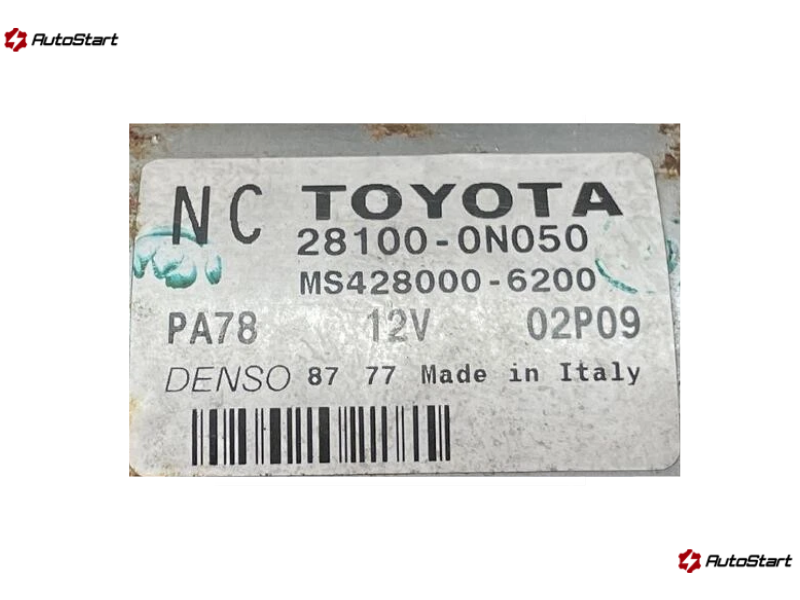 AutoStart
NC TOYOTA
28100-0N050
MS428000-6200
PA78 12V 02P09
DENSO 87 77 Made in Italy
AutoStart